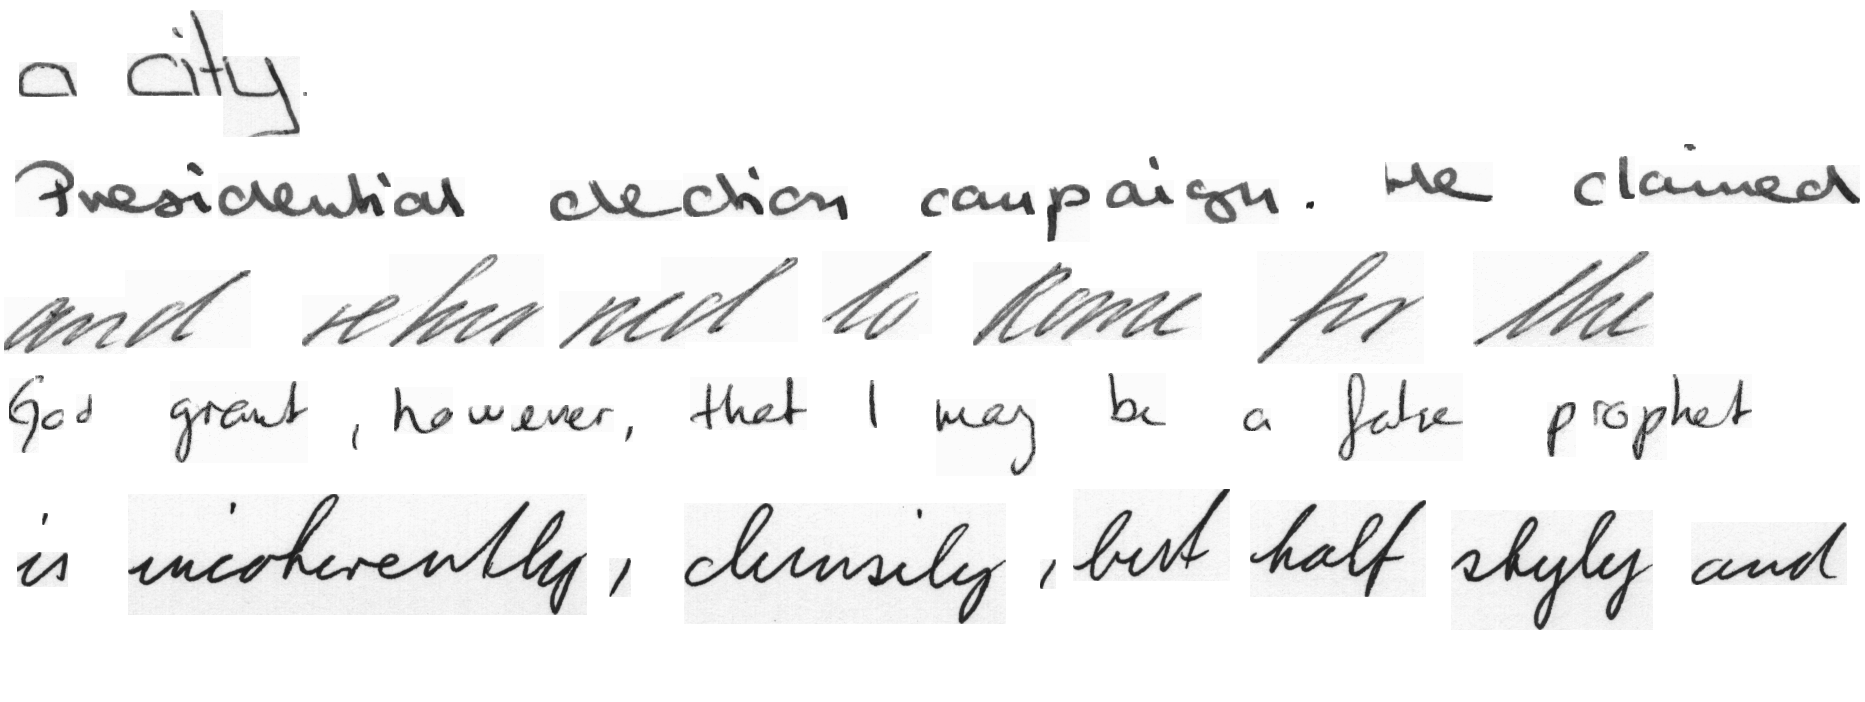 a city.
Presidential election campaign. He claimed
and returned to Rome for the
God grant, however, that I may be a false prophet
is incoherently, clumsily, but half shyly and